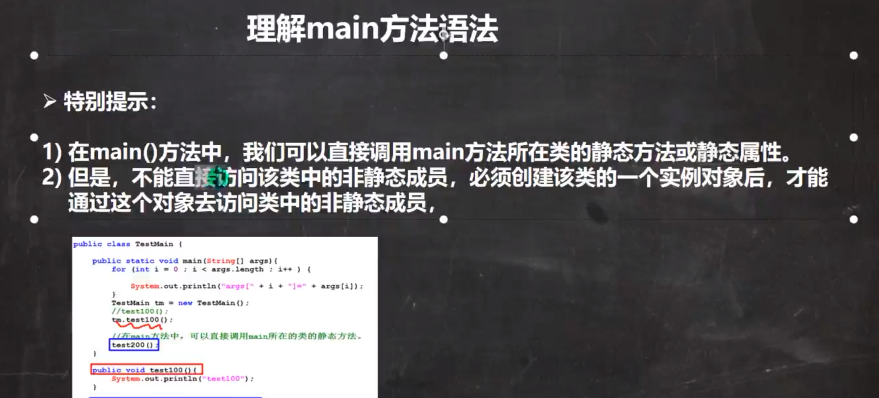 理解main方法语法
➢ 特别提示：
1) 在main()方法中，我们可以直接调用main方法所在类的静态方法或静态属性。
2) 但是，不能直接访问该类中的非静态成员，必须创建该类的一个实例对象后，才能
通过这个对象去访问类中的非静态成员，
public class TestMain {
public static void main(String[] args){
for (int i = 0 ; i < args.length ; i++ ) {
System.out.println("args[" + i + "]=" + args[i]);
}
TestMain tm = new TestMain();
//test100();
tm.test100();
//在main方法中，可以直接调用main所在的类的静态方法。
test200();
}
public void test100(){
System.out.println("test100");
}